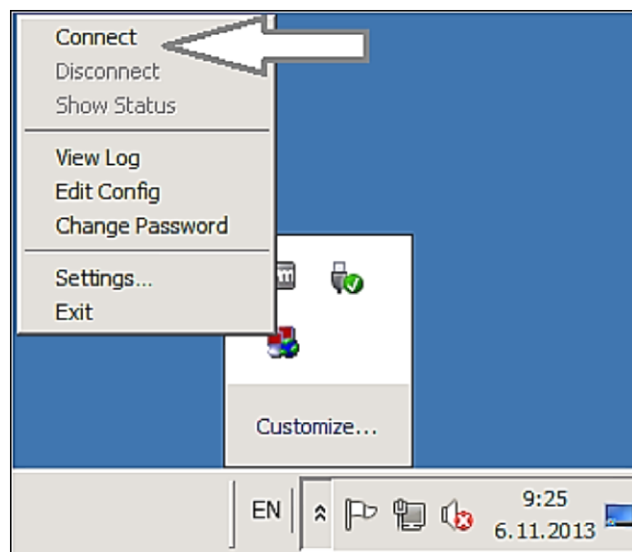 Connect
Disconnect
Show Status
View Log
Edit Config
Change Password
Settings...
Exit
Customize...
EN
9:25
6.11.2013